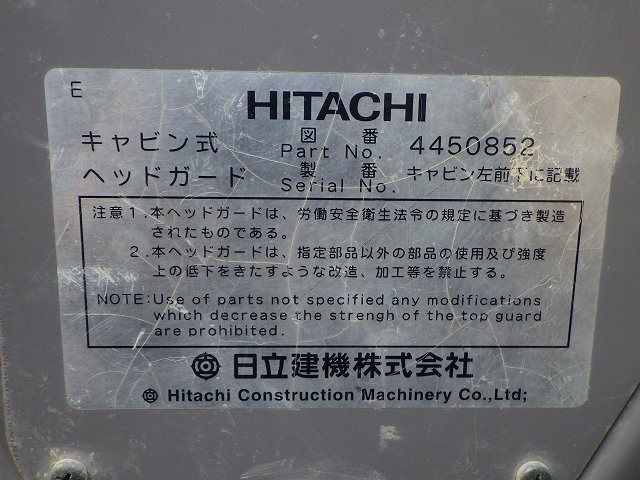 E
HITACHI
キャビン式 図番 4450852
Part No.
ヘッドガード 製番 キャビン左前下に記載
Serial No.
注意 1.本ヘッドガードは、労働安全衛生法令の規定に基づき製造
されたものである。
2.本ヘッドガードは、指定部品以外の部品の使用及び強度
上の低下をきたすような改造、加工等を禁止する。
NOTE:Use of parts not specified any modifications
which decrease the strengh of the top guard
are prohibited.
日立建機株式会社
Hitachi Construction Machinery Co.,Ltd;